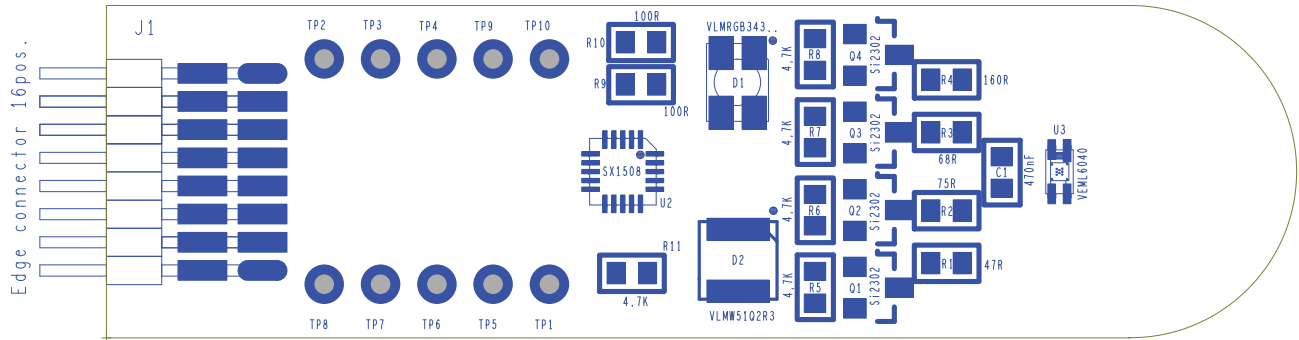 Edge connector 16pos.
J1
TP2
TP3
TP4
TP9
TP10
TP8
TP7
TP6
TP5
TP1
100R
R10
R9
100R
SX1508
U2
R11
4.7K
VLMRGB343..
D1
D2
VLMW51Q2R3
4,7K
R8
Q4
Si2302
R4
160R
4,7K
R7
Q3
Si2302
R3
68R
4,7K
R6
Q2
Si2302
75R
R2
4,7K
R5
Q1
Si2302
R1
47R
C1
470nF
U3
VEML6040